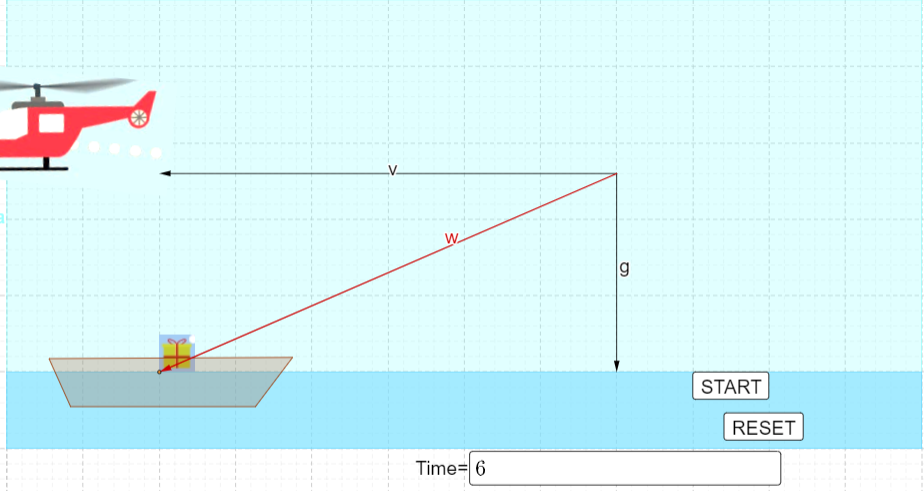 v
w
g
START
RESET
Time= 6